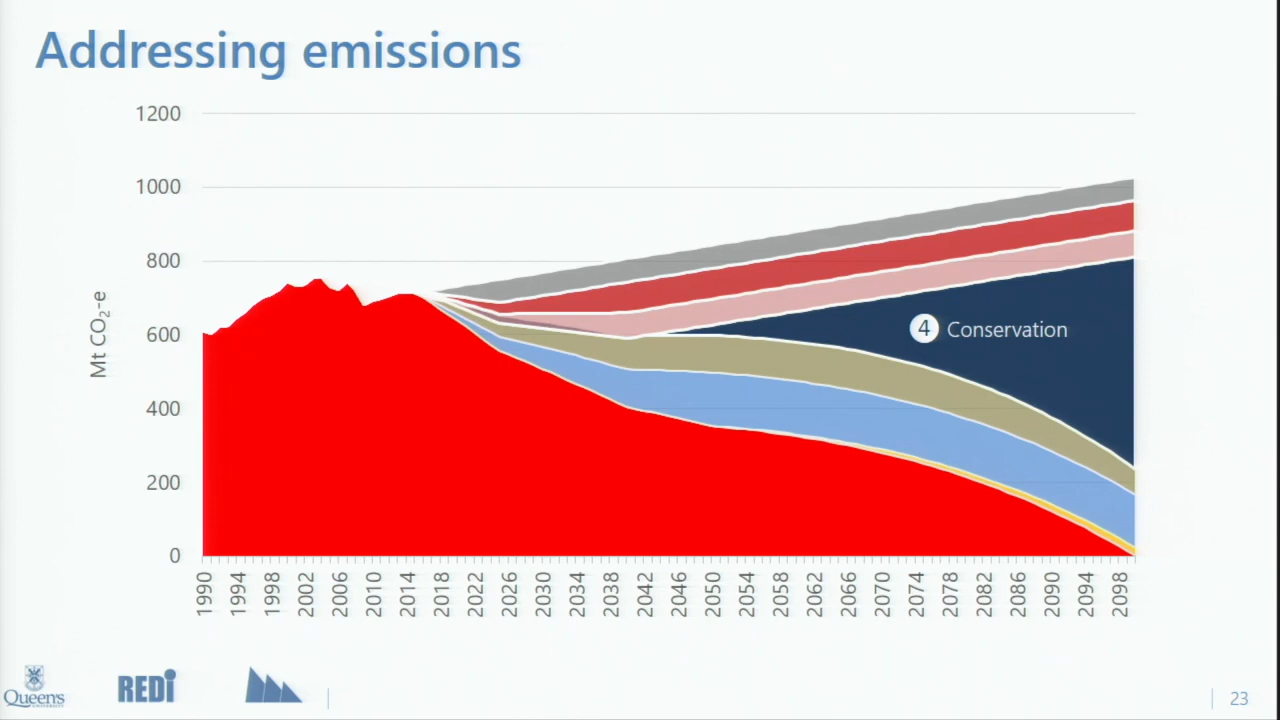 Addressing emissions
1200
1000
800
600
400
200
0
Mt CO₂-e
4 Conservation
1990 1994 1998 2002 2006 2010 2014 2018 2022 2026 2030 2034 2038 2042 2046 2050 2054 2058 2062 2066 2070 2074 2078 2082 2086 2090 2094 2098
Queen's
REDi
23